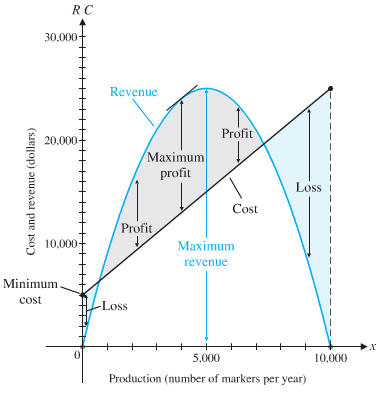 R C
30,000
Revenue
20,000
Profit
Maximum
profit
Loss
Cost
Profit
10,000
Maximum
revenue
Minimum
cost
Loss
0
5,000
10,000
x
Production (number of markers per year)
Cost and revenue (dollars)